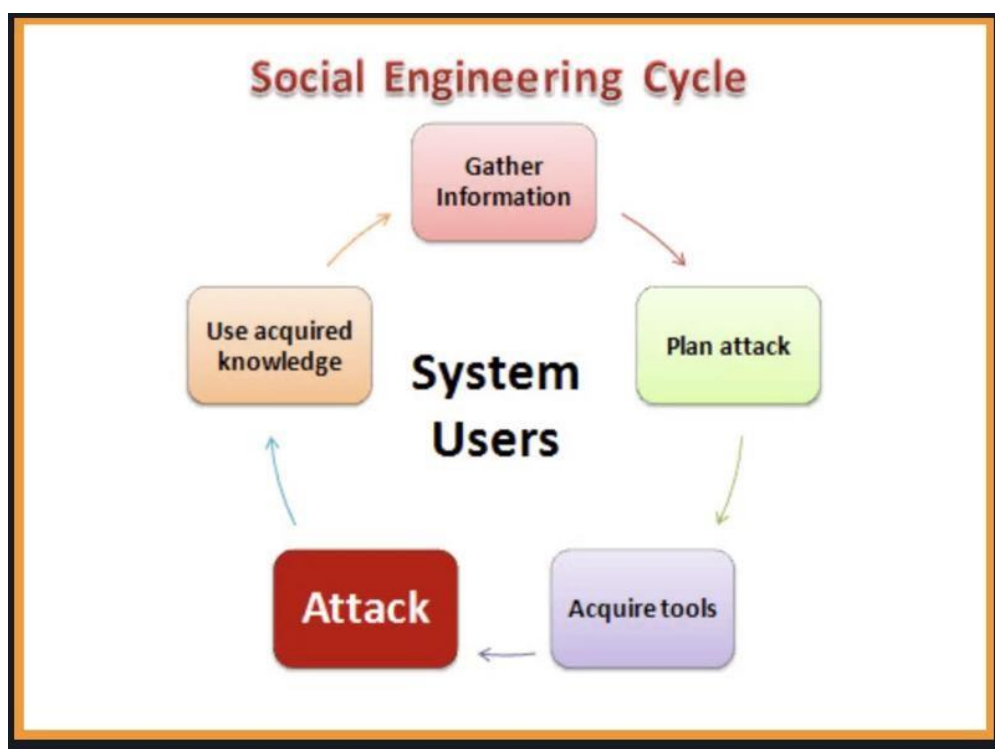 Social Engineering Cycle
Gather
Information
Plan attack
Acquire tools
Attack
Use acquired
knowledge
System
Users